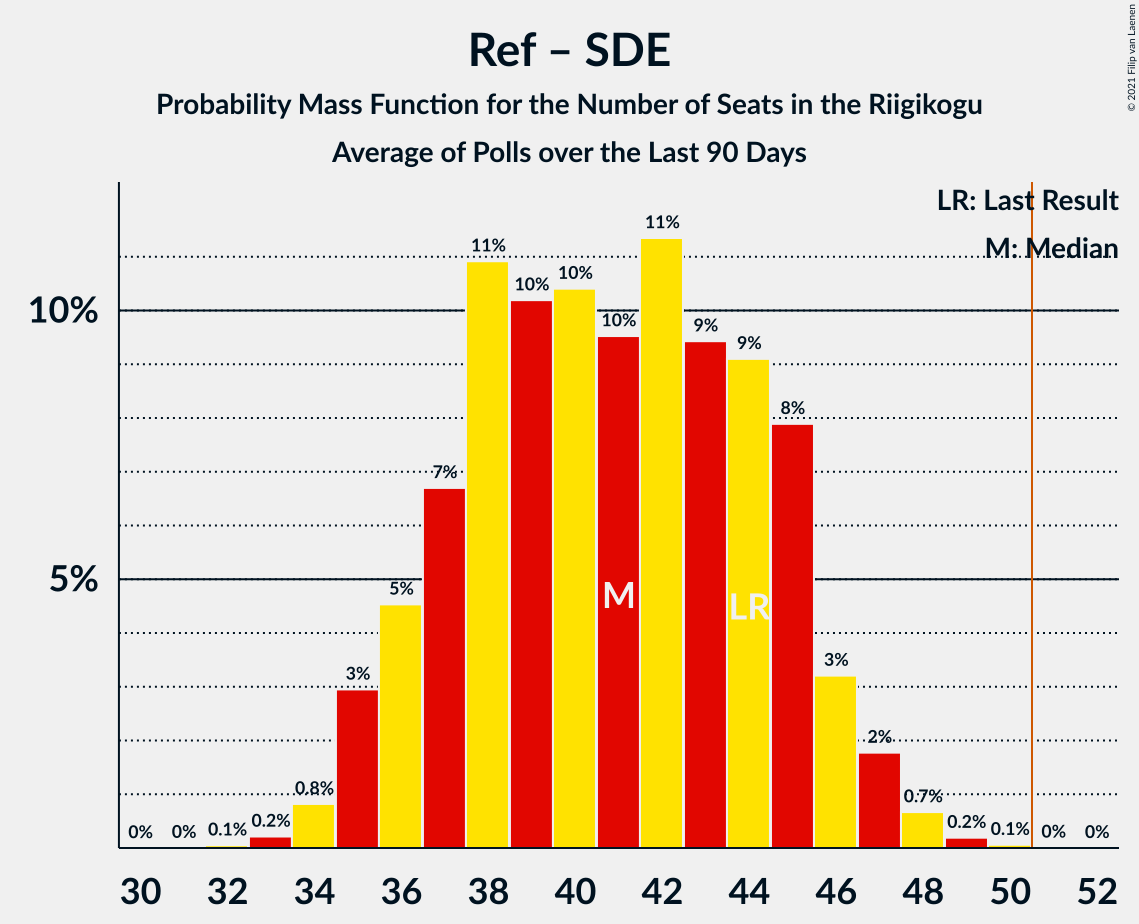 Ref – SDE
Probability Mass Function for the Number of Seats in the Riigikogu
Average of Polls over the Last 90 Days
© 2021 Filip van Laenen
LR: Last Result
M: Median
10%
5%
0% 0% 0.1% 0.2% 0.8% 3% 5% 7% 11% 10% 10% 10% 11% 9% 9% 8% 3% 2% 0.7% 0.2% 0.1% 0% 0%
M LR
30 32 34 36 38 40 42 44 46 48 50 52